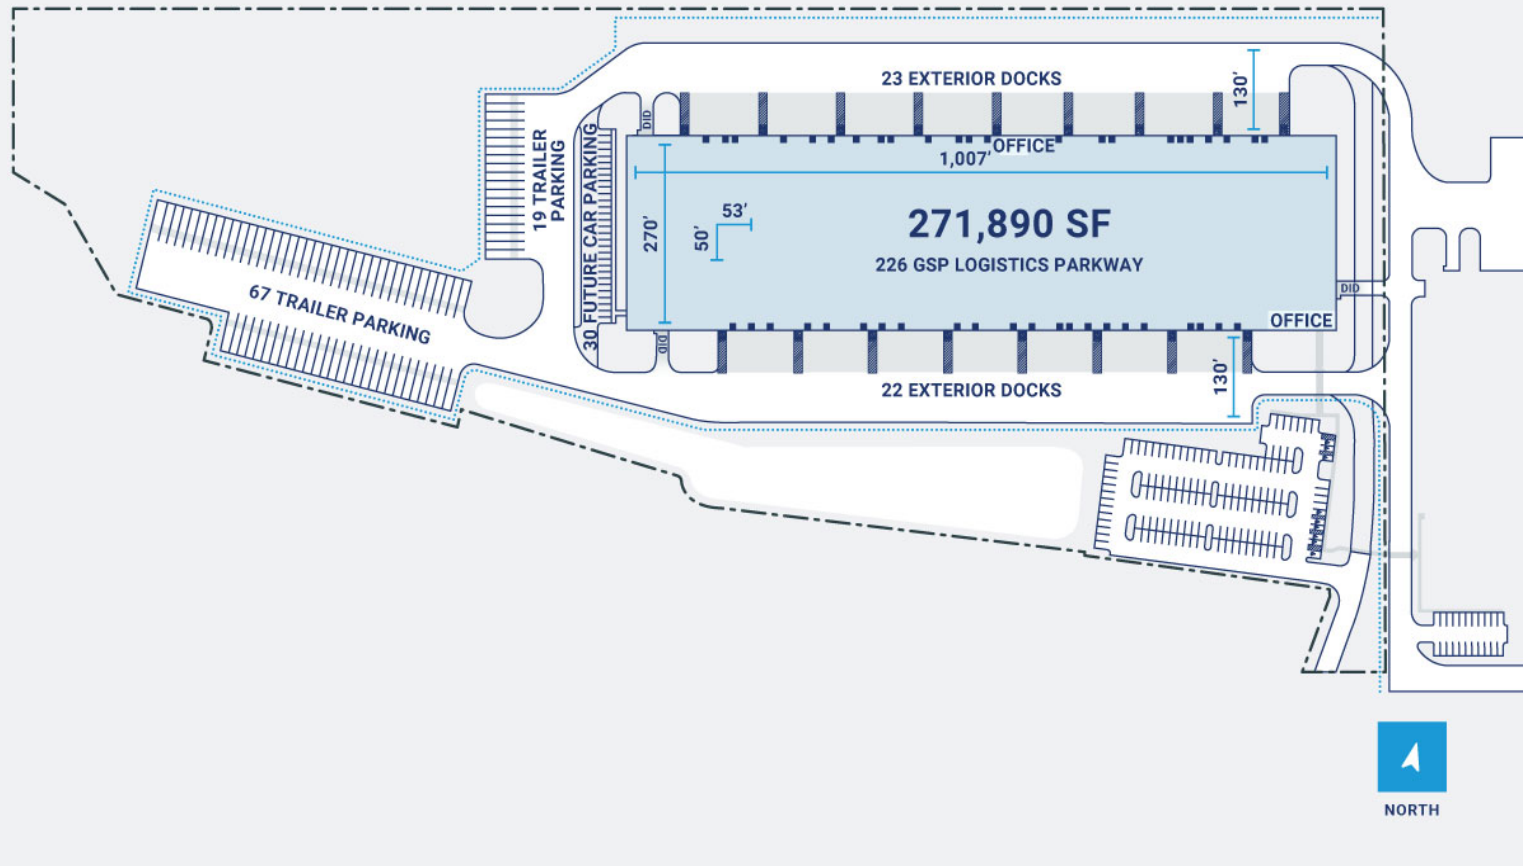 23 EXTERIOR DOCKS
130’
DID
19 TRAILER
PARKING
30 FUTURE CAR PARKING
OFFICE
1,007’
53’
50’
270’
271,890 SF
226 GSP LOGISTICS PARKWAY
DID
67 TRAILER PARKING
OFFICE
DID
22 EXTERIOR DOCKS
130’
NORTH